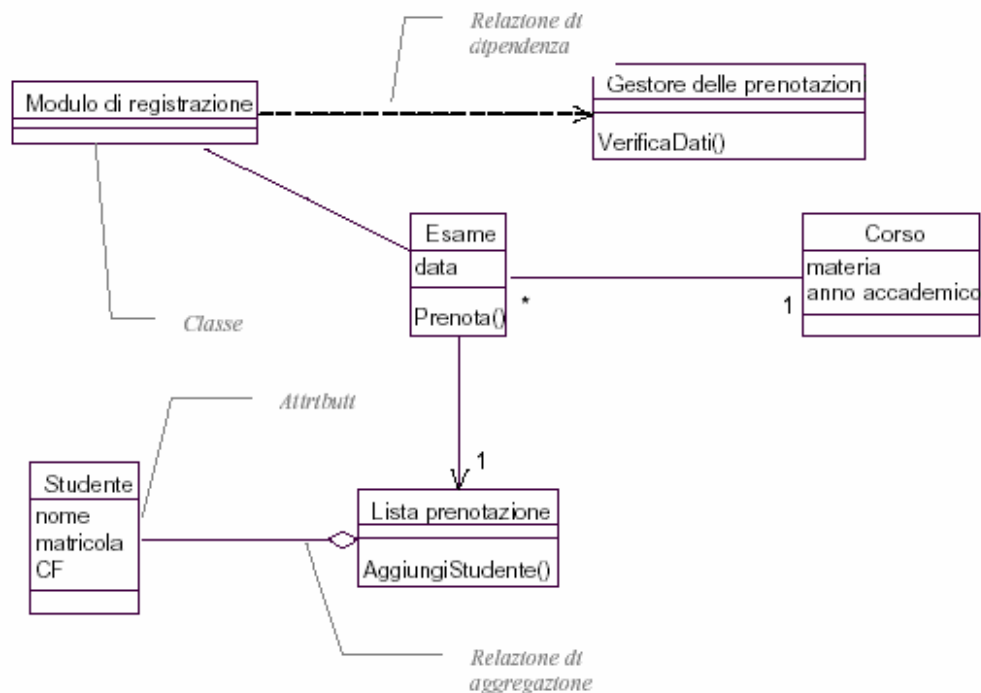 Relazione di
dipendenza
Modulo di registrazione
Gestore delle prenotazion
VerificaDati()
Esame
data
Prenota()
*
1
Corso
materia
anno accademico
Classe
Attributi
1
Studente
nome
matricola
CF
Lista prenotazione
AggiungiStudente()
Relazione di
aggregazione